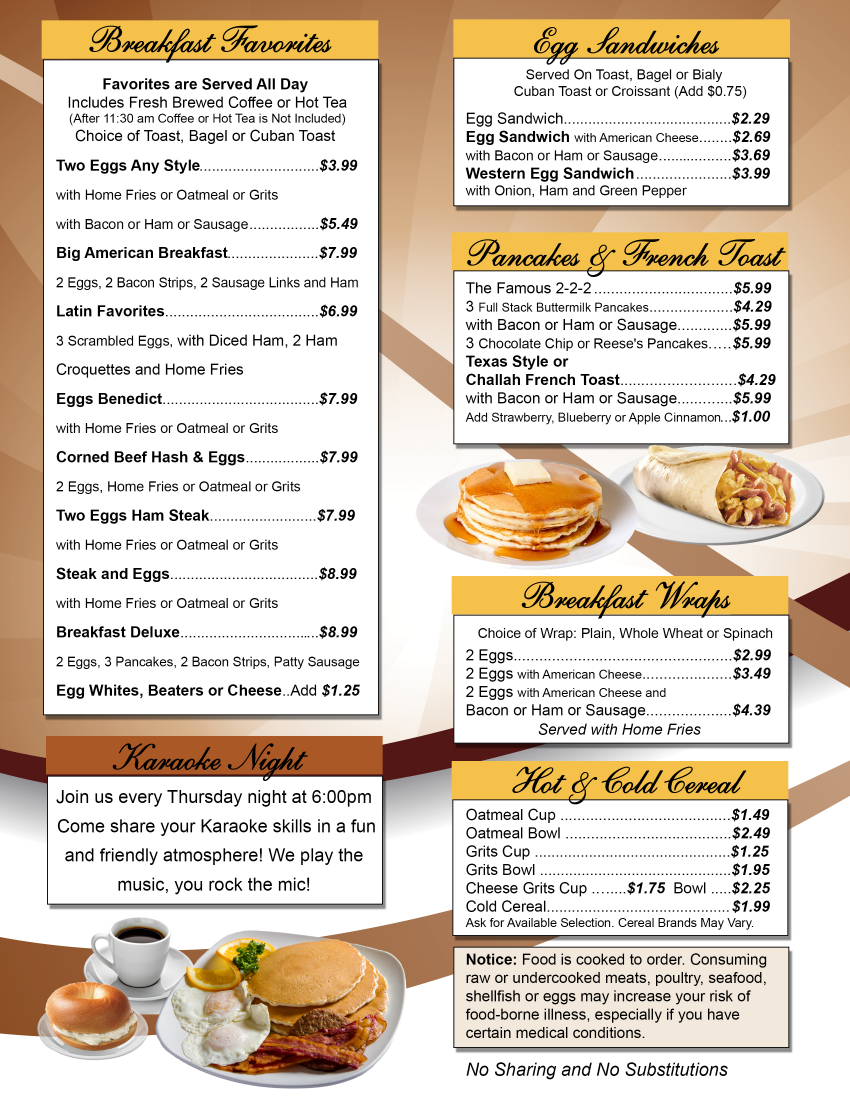 Breakfast Favorites
Favorites are Served All Day
Includes Fresh Brewed Coffee or Hot Tea
(After 11:30 am Coffee or Hot Tea is Not Included)
Choice of Toast, Bagel or Cuban Toast
Two Eggs Any Style..............................$3.99
with Home Fries or Oatmeal or Grits
with Bacon or Ham or Sausage.................$5.49
Big American Breakfast.......................$7.99
2 Eggs, 2 Bacon Strips, 2 Sausage Links and Ham
Latin Favorites.......................................$6.99
3 Scrambled Eggs, with Diced Ham, 2 Ham
Croquettes and Home Fries
Eggs Benedict.......................................$7.99
with Home Fries or Oatmeal or Grits
Corned Beef Hash & Eggs..................$7.99
2 Eggs, Home Fries or Oatmeal or Grits
Two Eggs Ham Steak..........................$7.99
with Home Fries or Oatmeal or Grits
Steak and Eggs.....................................$8.99
with Home Fries or Oatmeal or Grits
Breakfast Deluxe..................................$8.99
2 Eggs, 3 Pancakes, 2 Bacon Strips, Patty Sausage
Egg Whites, Beaters or Cheese..Add $1.25
Karaoke Night
Join us every Thursday night at 6:00pm
Come share your Karaoke skills in a fun
and friendly atmosphere! We play the
music, you rock the mic!
Egg Sandwiches
Served On Toast, Bagel or Bialy
Cuban Toast or Croissant (Add $0.75)
Egg Sandwich.........................................$2.29
Egg Sandwich with American Cheese........$2.69
with Bacon or Ham or Sausage..................$3.69
Western Egg Sandwich.......................$3.99
with Onion, Ham and Green Pepper
Pancakes & French Toast
The Famous 2-2-2..................................$5.99
3 Full Stack Buttermilk Pancakes.....................$4.29
with Bacon or Ham or Sausage.............$5.99
3 Chocolate Chip or Reese's Pancakes.....$5.99
Texas Style or
Challah French Toast...........................$4.29
with Bacon or Ham or Sausage.............$5.99
Add Strawberry, Blueberry or Apple Cinnamon...$1.00
Breakfast Wraps
Choice of Wrap: Plain, Whole Wheat or Spinach
2 Eggs.....................................................$2.99
2 Eggs with American Cheese......................$3.49
2 Eggs with American Cheese and
Bacon or Ham or Sausage.....................$4.39
Served with Home Fries
Hot & Cold Cereal
Oatmeal Cup .........................................$1.49
Oatmeal Bowl ........................................$2.49
Grits Cup ...............................................$1.25
Grits Bowl ..............................................$1.95
Cheese Grits Cup ........$1.75 Bowl .....$2.25
Cold Cereal............................................$1.99
Ask for Available Selection. Cereal Brands May Vary.
Notice: Food is cooked to order. Consuming
raw or undercooked meats, poultry, seafood,
shellfish or eggs may increase your risk of
food-borne illness, especially if you have
certain medical conditions.
No Sharing and No Substitutions